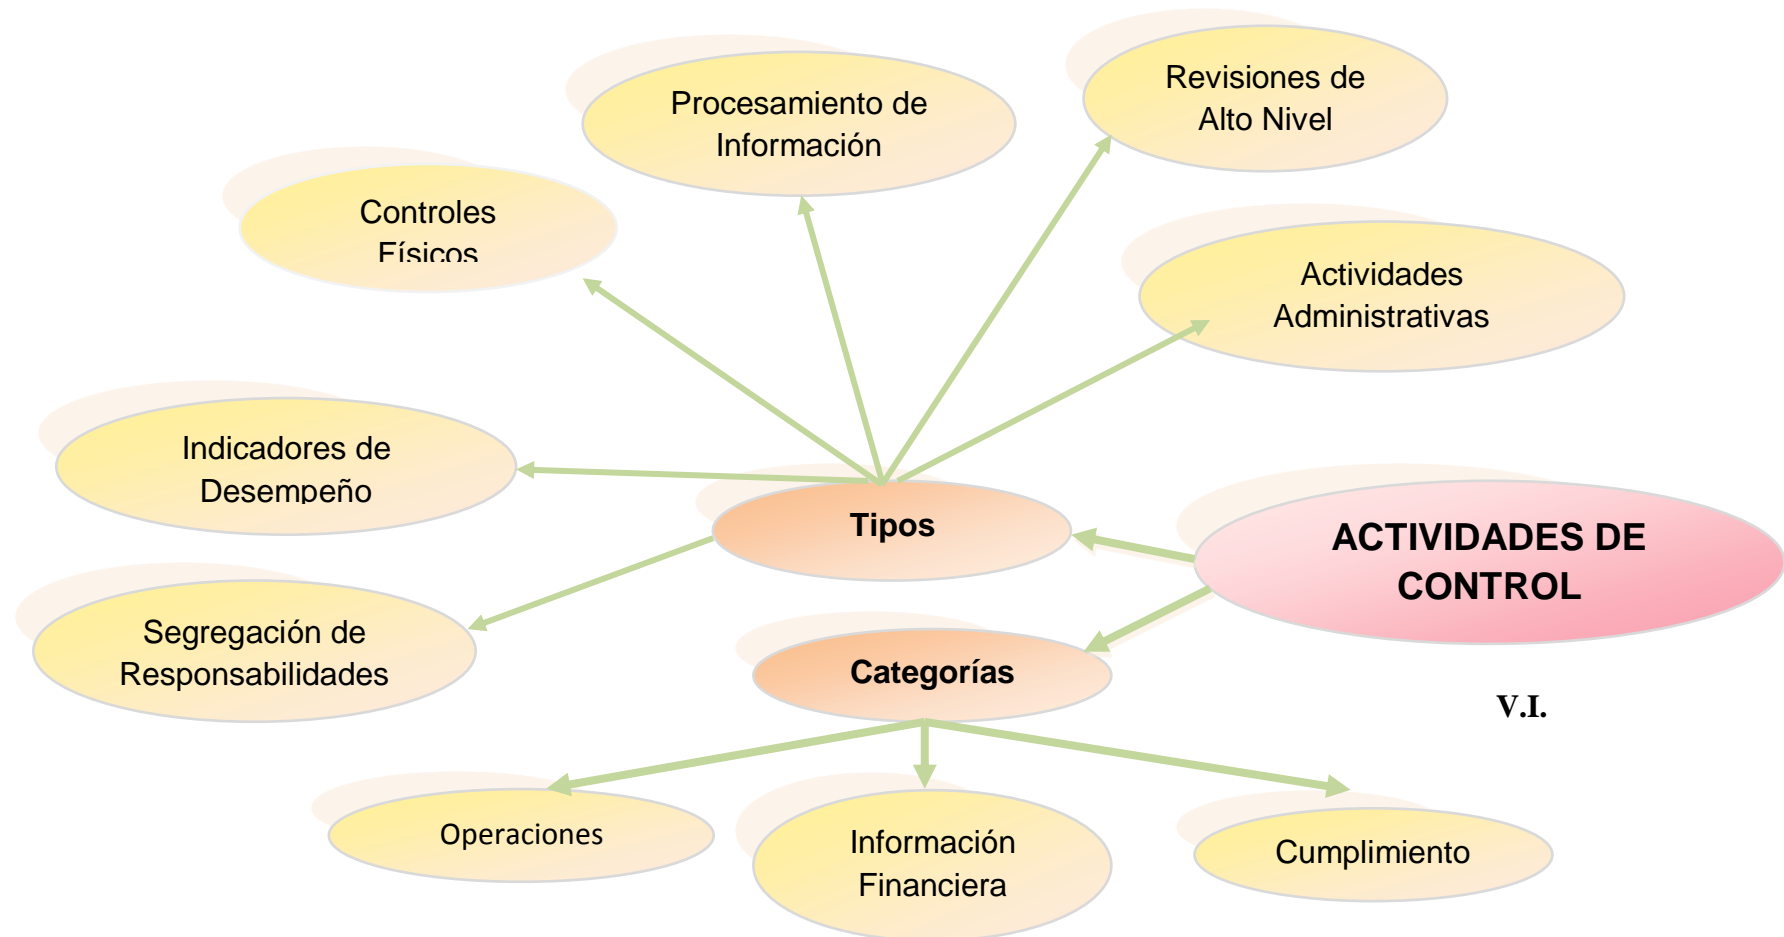 Revisiones de
Alto Nivel
Procesamiento de
Información
Controles
Físicos
Actividades
Administrativas
Indicadores de
Desempeño
Tipos
ACTIVIDADES DE
CONTROL
Segregación de
Responsabilidades
Categorías
V.I.
Operaciones
Información
Financiera
Cumplimiento